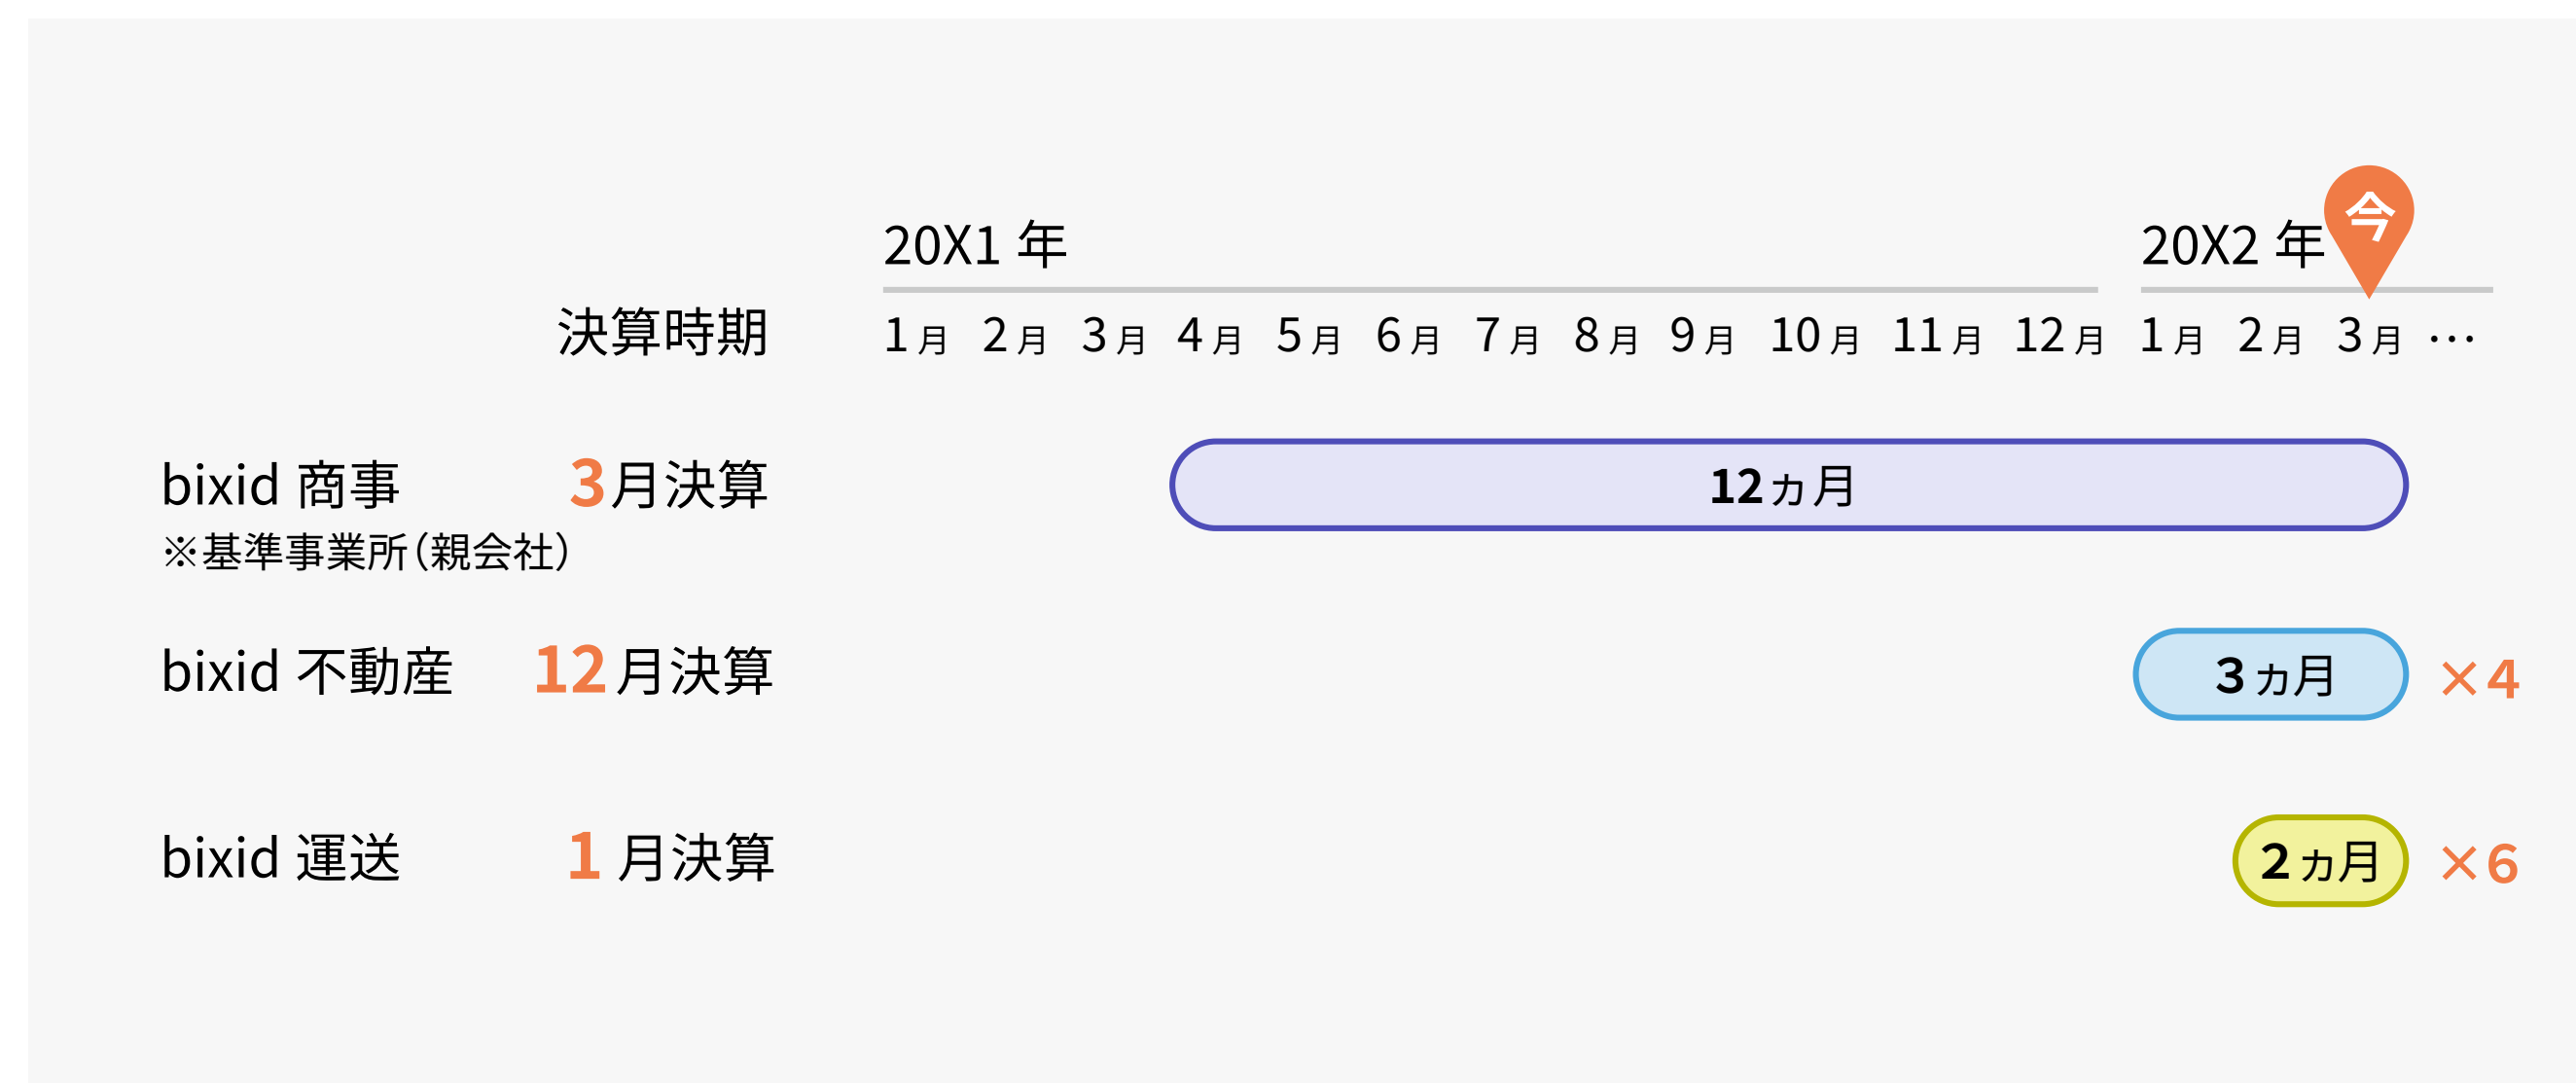 今
20X1 年 20X2 年
決算時期 1月 2月 3月 4月 5月 6月 7月 8月 9月 10月 11月 12月 1月 2月 3月 …
bixid 商事 3月決算 12ヵ月
※基準事業所（親会社）
bixid 不動産 12月決算 3ヵ月 ×4
bixid 運送 1月決算 2ヵ月 ×6